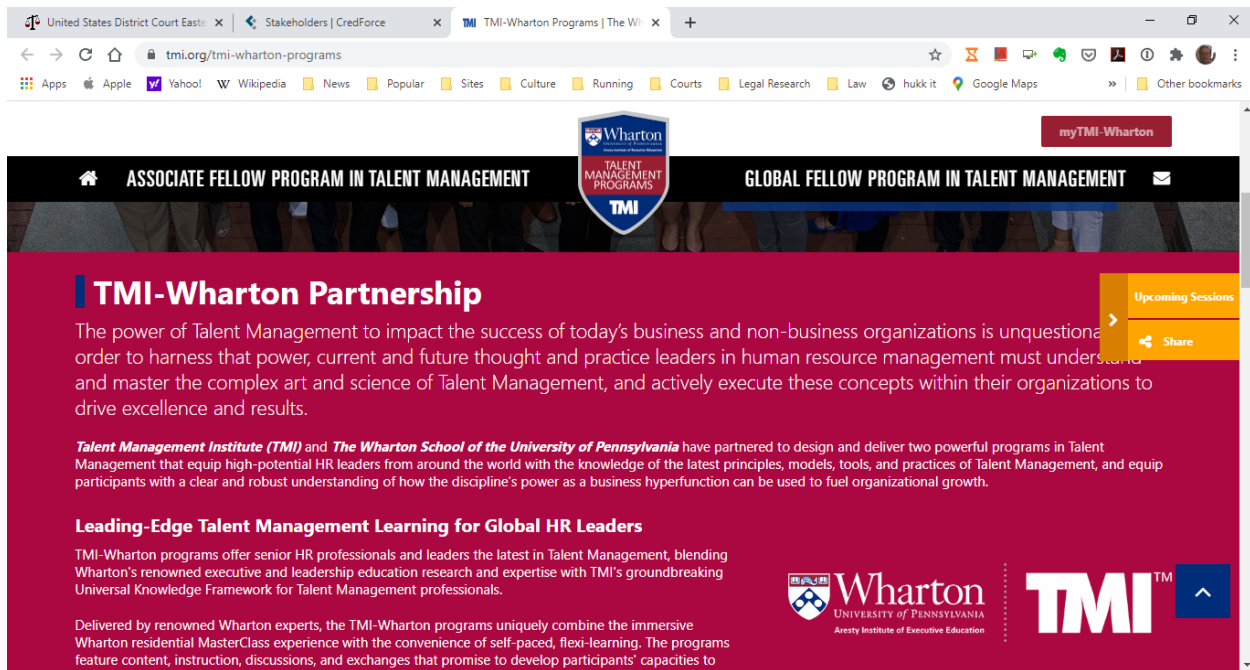 United States District Court Easte
Stakeholders | CredForce
TMI TMI-Wharton Programs | The Wh
tmi.org/tmi-wharton-programs
Apps Apple Yahoo! Wikipedia News Popular Sites Culture Running Courts Legal Research Law hukk it Google Maps » Other bookmarks
myTMI-Wharton
ASSOCIATE FELLOW PROGRAM IN TALENT MANAGEMENT
Wharton
UNIVERSITY of PENNSYLVANIA
Aresty Institute of Executive Education
TALENT
MANAGEMENT
PROGRAMS
TMI
GLOBAL FELLOW PROGRAM IN TALENT MANAGEMENT
TMI-Wharton Partnership
Upcoming Sessions
Share
The power of Talent Management to impact the success of today's business and non-business organizations is unquestiona
order to harness that power, current and future thought and practice leaders in human resource management must understand
and master the complex art and science of Talent Management, and actively execute these concepts within their organizations to
drive excellence and results.
Talent Management Institute (TMI) and The Wharton School of the University of Pennsylvania have partnered to design and deliver two powerful programs in Talent
Management that equip high-potential HR leaders from around the world with the knowledge of the latest principles, models, tools, and practices of Talent Management, and equip
participants with a clear and robust understanding of how the discipline's power as a business hyperfunction can be used to fuel organizational growth.
Leading-Edge Talent Management Learning for Global HR Leaders
TMI-Wharton programs offer senior HR professionals and leaders the latest in Talent Management, blending
Wharton's renowned executive and leadership education research and expertise with TMI's groundbreaking
Universal Knowledge Framework for Talent Management professionals.
Delivered by renowned Wharton experts, the TMI-Wharton programs uniquely combine the immersive
Wharton residential MasterClass experience with the convenience of self-paced, flexi-learning. The programs
feature content, instruction, discussions, and exchanges that promise to develop participants' capacities to
Wharton
UNIVERSITY of PENNSYLVANIA
Aresty Institute of Executive Education
TMI™